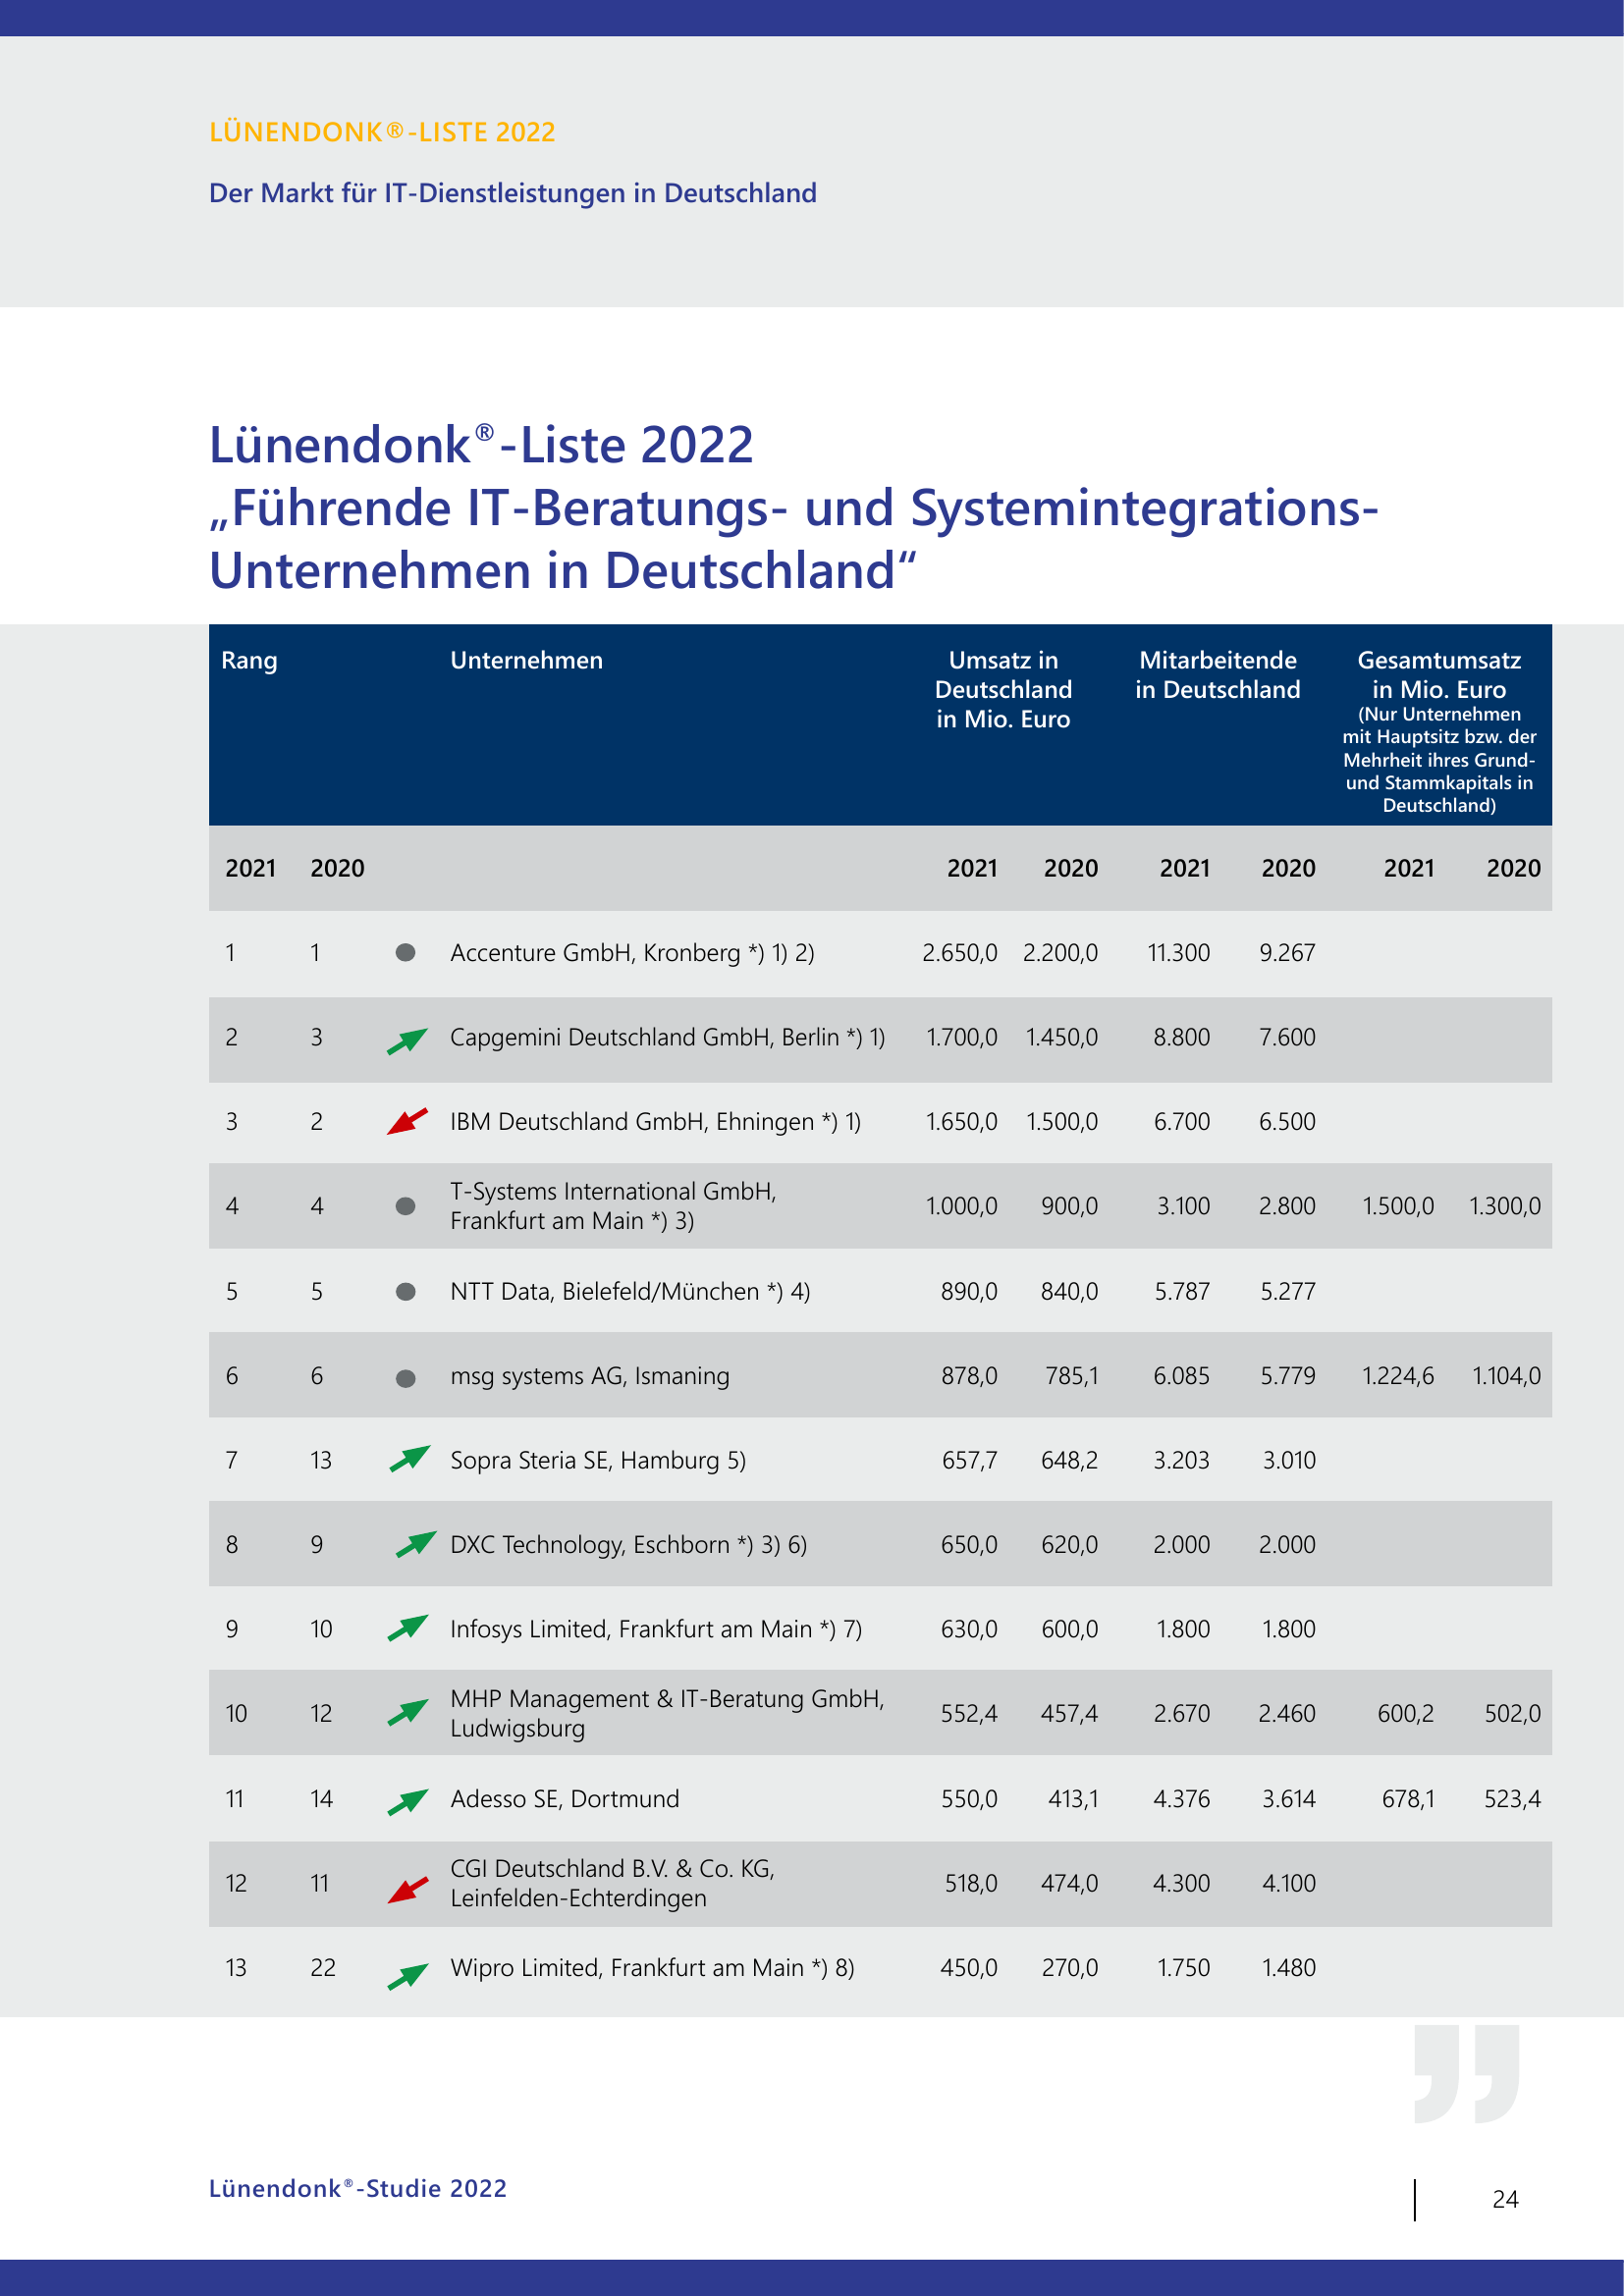 LÜNENDONK®-LISTE 2022
Der Markt für IT-Dienstleistungen in Deutschland
Lünendonk®-Liste 2022
„Führende IT-Beratungs- und Systemintegrations-
Unternehmen in Deutschland“
Rang Unternehmen Umsatz in Deutschland in Mio. Euro Mitarbeitende in Deutschland Gesamtumsatz in Mio. Euro (Nur Unternehmen mit Hauptsitz bzw. der Mehrheit ihres Grund- und Stammkapitals in Deutschland)
2021 2020 2021 2020 2021 2020 2021 2020
1 1 Accenture GmbH, Kronberg *) 1) 2) 2.650,0 2.200,0 11.300 9.267
2 3 Capgemini Deutschland GmbH, Berlin *) 1) 1.700,0 1.450,0 8.800 7.600
3 2 IBM Deutschland GmbH, Ehningen *) 1) 1.650,0 1.500,0 6.700 6.500
4 4 T-Systems International GmbH, Frankfurt am Main *) 3) 1.000,0 900,0 3.100 2.800 1.500,0 1.300,0
5 5 NTT Data, Bielefeld/München *) 4) 890,0 840,0 5.787 5.277
6 6 msg systems AG, Ismaning 878,0 785,1 6.085 5.779 1.224,6 1.104,0
7 13 Sopra Steria SE, Hamburg 5) 657,7 648,2 3.203 3.010
8 9 DXC Technology, Eschborn *) 3) 6) 650,0 620,0 2.000 2.000
9 10 Infosys Limited, Frankfurt am Main *) 7) 630,0 600,0 1.800 1.800
10 12 MHP Management & IT-Beratung GmbH, Ludwigsburg 552,4 457,4 2.670 2.460 600,2 502,0
11 14 Adesso SE, Dortmund 550,0 413,1 4.376 3.614 678,1 523,4
12 11 CGI Deutschland B.V. & Co. KG, Leinfelden-Echterdingen 518,0 474,0 4.300 4.100
13 22 Wipro Limited, Frankfurt am Main *) 8) 450,0 270,0 1.750 1.480
Lünendonk®-Studie 2022
24